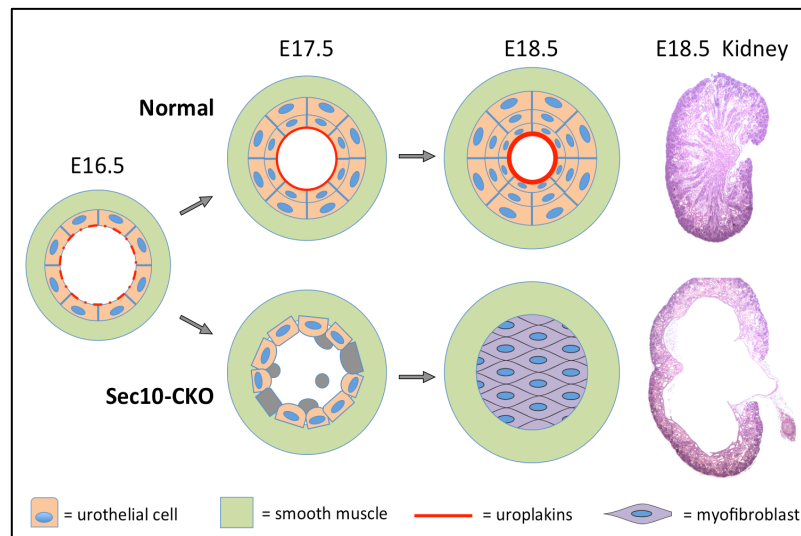 E17.5
E18.5
E18.5 Kidney
Normal
E16.5
Sec10-CKO
= urothelial cell
= smooth muscle
= uroplakins
= myofibroblast